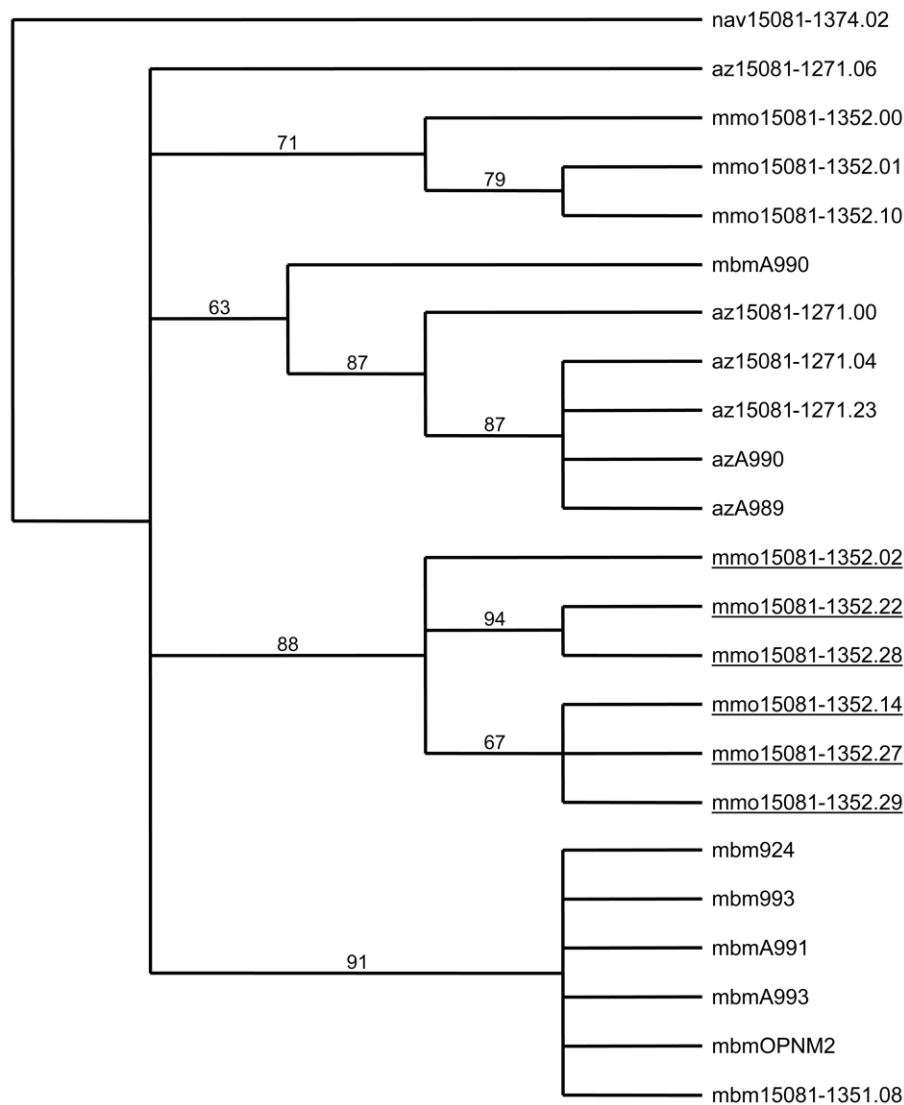 nav15081-1374.02
az15081-1271.06
mmo15081-1352.00
71
mmo15081-1352.01
79
mmo15081-1352.10
mbmA990
63
az15081-1271.00
87
az15081-1271.04
az15081-1271.23
87
azA990
azA989
mmo15081-1352.02
mmo15081-1352.22
94
88
mmo15081-1352.28
mmo15081-1352.14
67
mmo15081-1352.27
mmo15081-1352.29
mbm924
mbm993
mbmA991
91
mbmA993
mbmOPNM2
mbm15081-1351.08